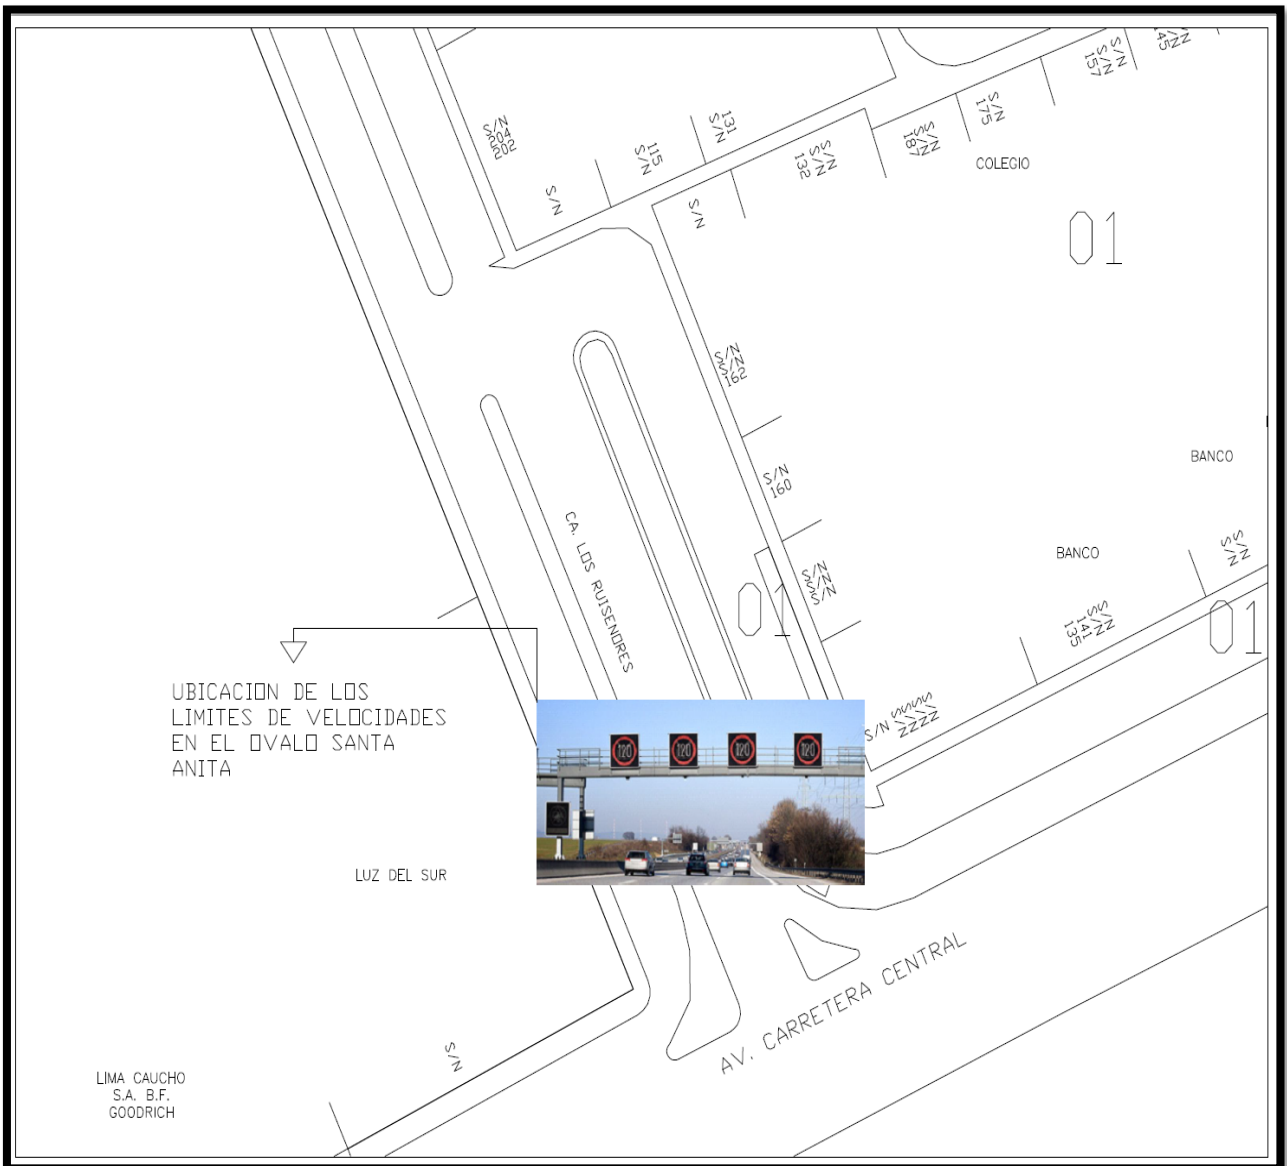 S/N
145
S/N
157
S/N
175
S/N
187
COLEGIO
S/N
204
202
131
S/N
115
S/N
S/N
132
S/N
S/N
01
S/N
162
BANCO
S/N
160
CA. LOS RUISENORES
BANCO
S/N
S/N
01
S/N
141
135
01
UBICACION DE LOS
LIMITES DE VELOCIDADES
EN EL OVALO SANTA
ANITA
S/N
120
120
120
120
LUZ DEL SUR
AV. CARRETERA CENTRAL
S/N
LIMA CAUCHO
S.A. B.F.
GOODRICH